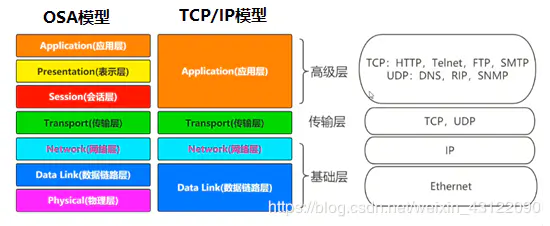 OSA模型
TCP/IP模型
Application(应用层)
Presentation(表示层)
Session(会话层)
Transport(传输层)
Network(网络层)
Data Link(数据链路层)
Physical(物理层)
Application(应用层)
Transport(传输层)
Network(网络层)
Data Link(数据链路层)
高级层
传输层
基础层
TCP：HTTP，Telnet，FTP，SMTP
UDP：DNS，RIP，SNMP
TCP，UDP
IP
Ethernet
https://blog.csdn.net/weixin_43122090